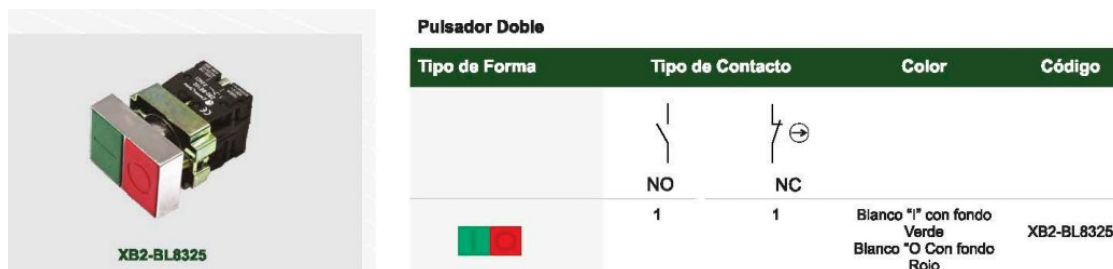 Pulsador Doble
Tipo de Forma Tipo de Contacto Color Código
NO NC
1 1 Blanco "I" con fondo
Verde
Blanco "O Con fondo
Rojo
XB2-BL8325
XB2-BL8325